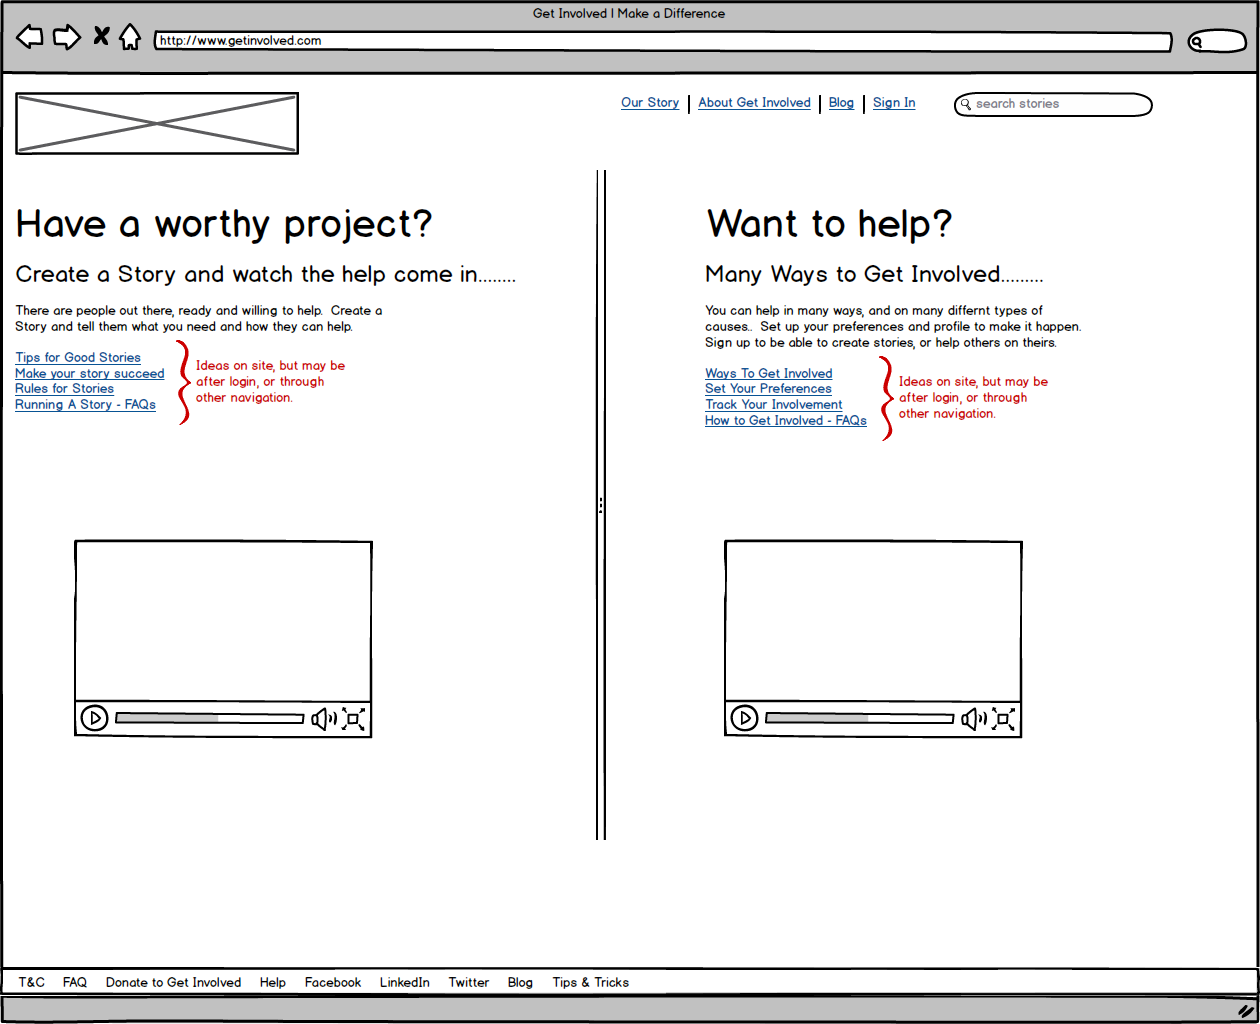 Get Involved | Make a Difference
http://www.getinvolved.com
Our Story | About Get Involved | Blog | Sign In
search stories
Have a worthy project?
Create a Story and watch the help come in........
There are people out there, ready and willing to help.  Create a
Story and tell them what you need and how they can help.
Tips for Good Stories
Make your story succeed
Rules for Stories
Running A Story - FAQs
Ideas on site, but may be
after login, or through
other navigation.
Want to help?
Many Ways to Get Involved.........
You can help in many ways, and on many differnt types of
causes..  Set up your preferences and profile to make it happen.
Sign up to be able to create stories, or help others on theirs.
Ways To Get Involved
Set Your Preferences
Track Your Involvement
How to Get Involved - FAQs
Ideas on site, but may be
after login, or through
other navigation.
T&C FAQ Donate to Get Involved Help Facebook LinkedIn Twitter Blog Tips & Tricks